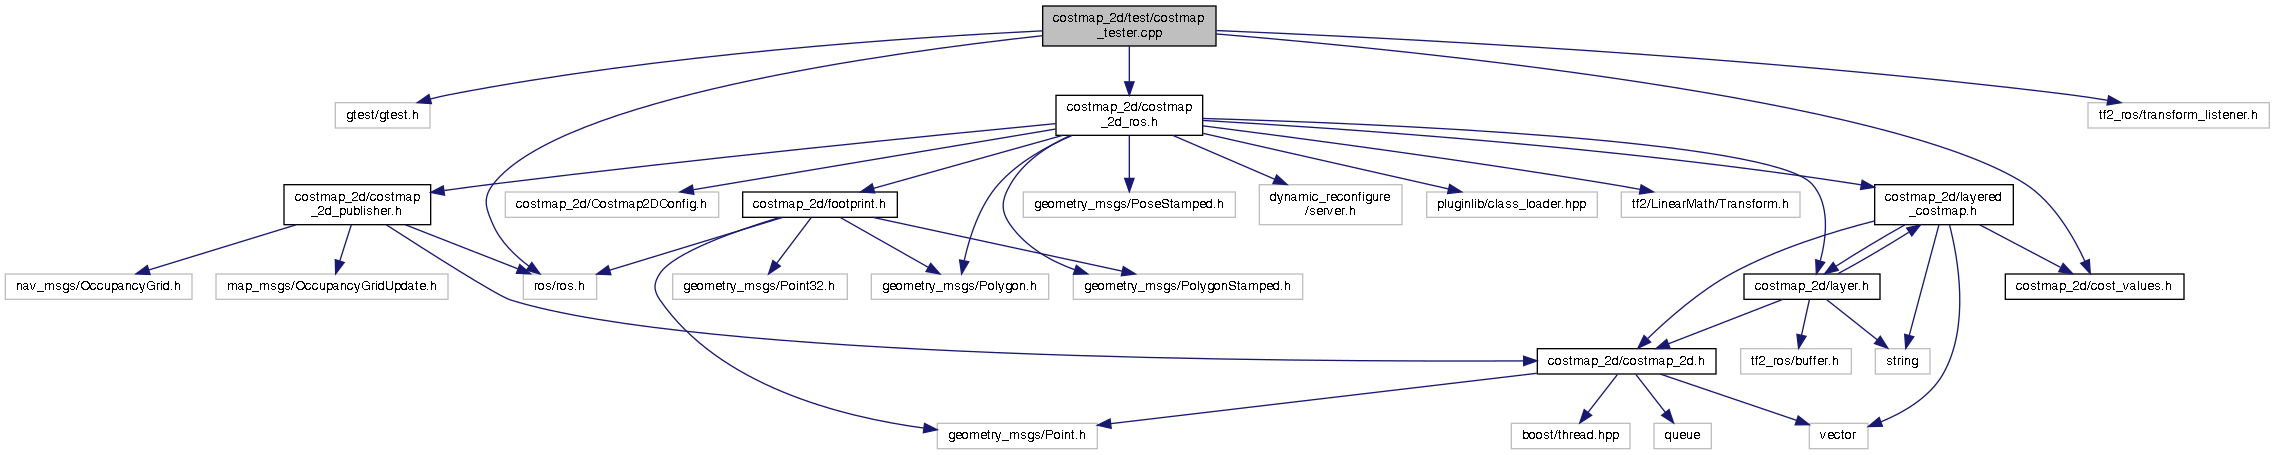 costmap_2d/test/costmap
_tester.cpp
gtest/gtest.h
costmap_2d/costmap
_2d_ros.h
tf2_ros/transform_listener.h
costmap_2d/costmap
_2d_publisher.h
costmap_2d/Costmap2DConfig.h
costmap_2d/footprint.h
geometry_msgs/PoseStamped.h
dynamic_reconfigure
/server.h
pluginlib/class_loader.hpp
tf2/LinearMath/Transform.h
costmap_2d/layered
_costmap.h
nav_msgs/OccupancyGrid.h
map_msgs/OccupancyGridUpdate.h
ros/ros.h
geometry_msgs/Point32.h
geometry_msgs/Polygon.h
geometry_msgs/PolygonStamped.h
costmap_2d/layer.h
costmap_2d/cost_values.h
costmap_2d/costmap_2d.h
tf2_ros/buffer.h
string
geometry_msgs/Point.h
boost/thread.hpp
queue
vector